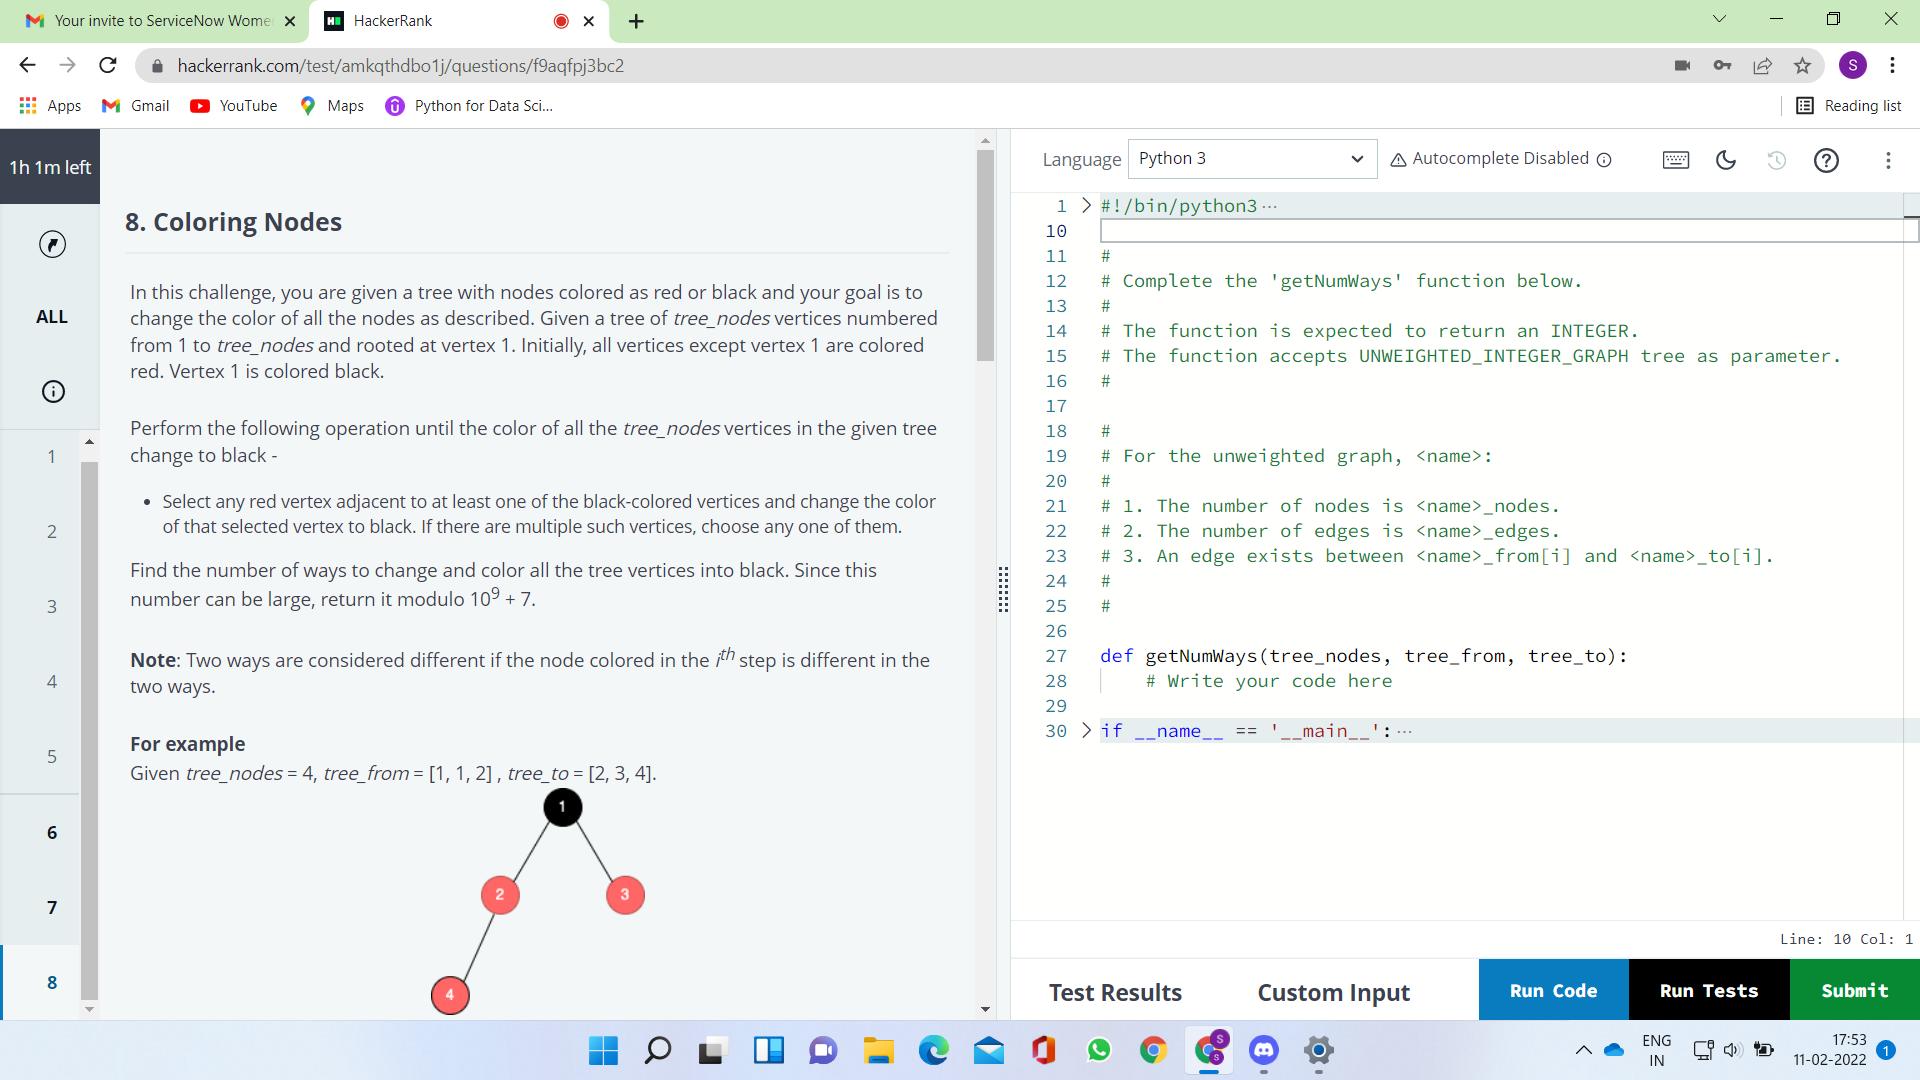 Your invite to ServiceNow Wome
HackerRank
hackerrank.com/test/amkqthdbo1j/questions/f9aqfpj3bc2
S
Apps
Gmail
YouTube
Maps
Python for Data Sci...
Reading list
1h 1m left
ALL
1
2
3
4
5
6
7
8
8. Coloring Nodes
In this challenge, you are given a tree with nodes colored as red or black and your goal is to
change the color of all the nodes as described. Given a tree of tree_nodes vertices numbered
from 1 to tree_nodes and rooted at vertex 1. Initially, all vertices except vertex 1 are colored
red. Vertex 1 is colored black.
Perform the following operation until the color of all the tree_nodes vertices in the given tree
change to black -
• Select any red vertex adjacent to at least one of the black-colored vertices and change the color
of that selected vertex to black. If there are multiple such vertices, choose any one of them.
Find the number of ways to change and color all the tree vertices into black. Since this
number can be large, return it modulo 10⁹ + 7.
Note: Two ways are considered different if the node colored in the iᵗʰ step is different in the
two ways.
For example
Given tree_nodes = 4, tree_from = [1, 1, 2] , tree_to = [2, 3, 4].
1
2
3
4
Language
Python 3
Autocomplete Disabled
1 #!/bin/python3...
10
11 #
12 # Complete the 'getNumWays' function below.
13 #
14 # The function is expected to return an INTEGER.
15 # The function accepts UNWEIGHTED_INTEGER_GRAPH tree as parameter.
16 #
17
18 #
19 # For the unweighted graph, <name>:
20 #
21 # 1. The number of nodes is <name>_nodes.
22 # 2. The number of edges is <name>_edges.
23 # 3. An edge exists between <name>_from[i] and <name>_to[i].
24 #
25 #
26
27 def getNumWays(tree_nodes, tree_from, tree_to):
28 # Write your code here
29
30 if __name__ == '__main__':...
Line: 10 Col: 1
Test Results
Custom Input
Run Code
Run Tests
Submit
S
S
ENG
IN
17:53
11-02-2022
1